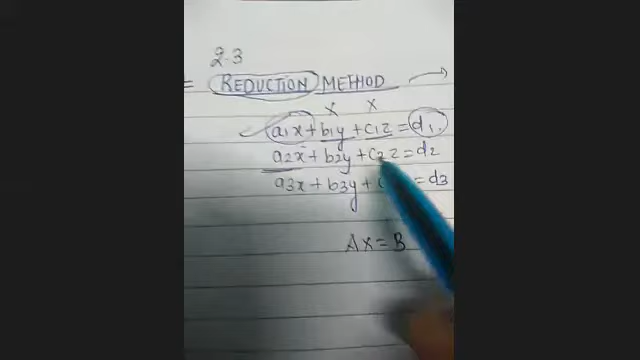 2.3
= REDUCTION METHOD →
x x
a1x + b1y + c1z = d1.
a2x + b2y + c2z = d2
a3x + b3y + = d3
AX = B